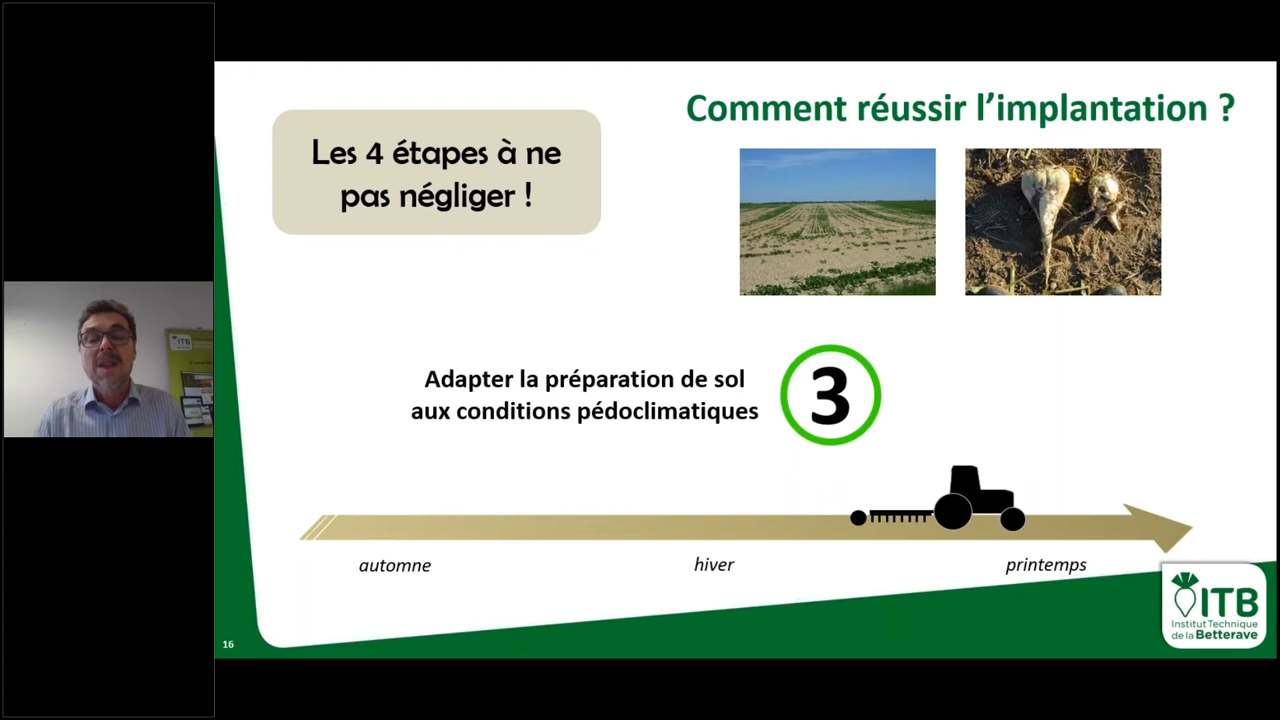 Comment réussir l’implantation ?
Les 4 étapes à ne
pas négliger !
Adapter la préparation de sol
aux conditions pédoclimatiques
3
automne
hiver
printemps
16
ITB
Institut Technique
de la Betterave
ITB